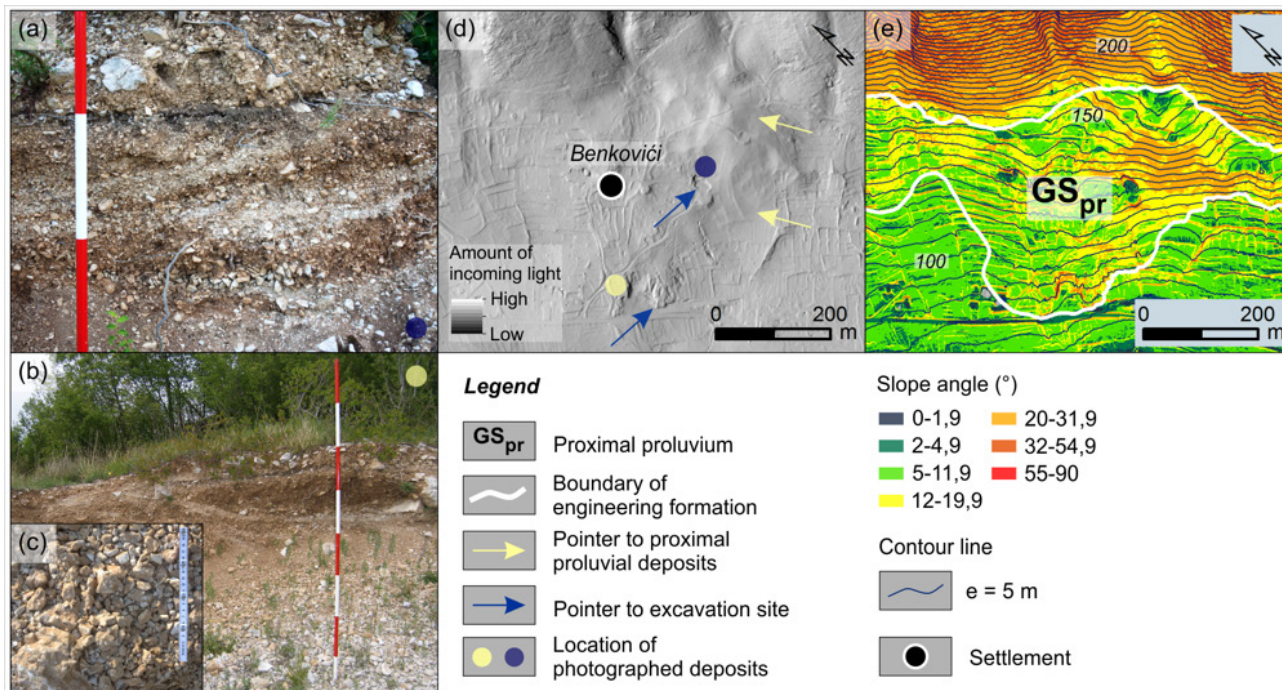 (a)
(b)
(c)
(d)
Benkovići
Amount of
incoming light
High
Low
0 200
m
N
(e)
200
150
GSpr
100
0 200
m
N
Legend
GSpr Proximal proluvium
Boundary of
engineering formation
Pointer to proximal
proluvial deposits
Pointer to excavation site
Location of
photographed deposits
Slope angle (°)
0-1,9 20-31,9
2-4,9 32-54,9
5-11,9 55-90
12-19,9
Contour line
e = 5 m
Settlement